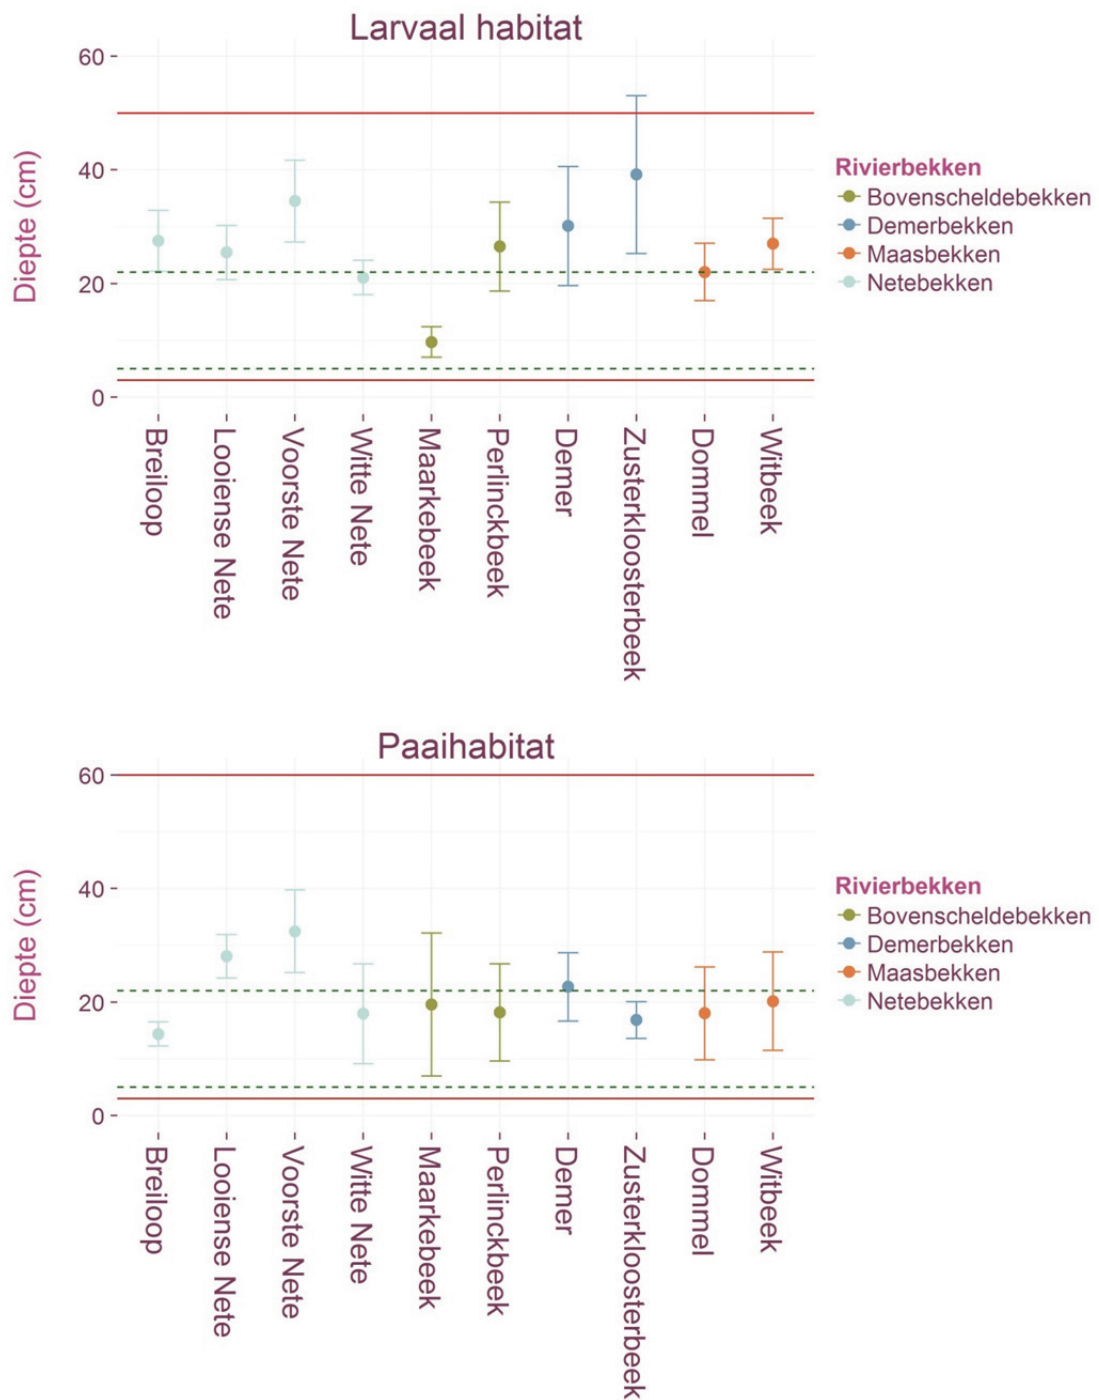 Larvaal habitat
60
40
20
0
Diepte (cm)
Breiloop
Looiense Nete
Voorste Nete
Witte Nete
Maarkebeek
Perlinckbeek
Demer
Zusterkloosterbeek
Dommel
Witbeek
Rivierbekken
Bovenscheldebekken
Demerbekken
Maasbekken
Netebekken
Paaihabitat
60
40
20
0
Diepte (cm)
Breiloop
Looiense Nete
Voorste Nete
Witte Nete
Maarkebeek
Perlinckbeek
Demer
Zusterkloosterbeek
Dommel
Witbeek
Rivierbekken
Bovenscheldebekken
Demerbekken
Maasbekken
Netebekken